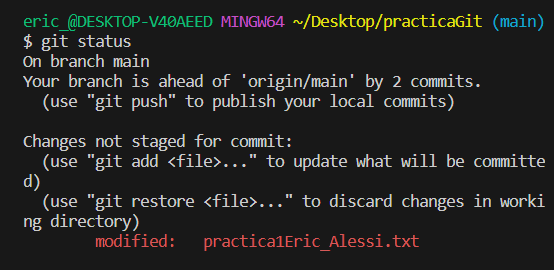 eric_@DESKTOP-V40AEED MINGW64 ~/Desktop/practicaGit (main)
$ git status
On branch main
Your branch is ahead of 'origin/main' by 2 commits.
  (use "git push" to publish your local commits)

Changes not staged for commit:
  (use "git add <file>..." to update what will be committe
d)
  (use "git restore <file>..." to discard changes in worki
ng directory)
        modified:   practica1Eric_Alessi.txt